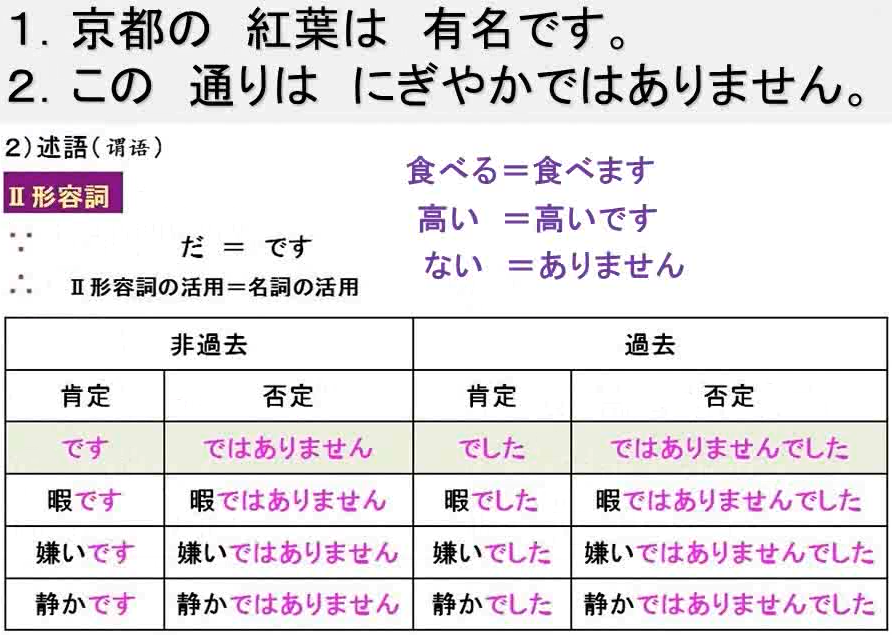 1. 京都の 紅葉は 有名です。
2. この 通りは にぎやかではありません。
2)述語(谓语)
食べる＝食べます
Ⅱ形容詞
高い ＝高いです
∵ だ ＝ です
ない ＝ありません
∴ Ⅱ形容詞の活用＝名詞の活用
非過去 過去
肯定 否定 肯定 否定
です ではありません でした ではありませんでした
暇です 暇ではありません 暇でした 暇ではありませんでした
嫌いです 嫌いではありません 嫌いでした 嫌いではありませんでした
静かです 静かではありません 静かでした 静かではありませんでした